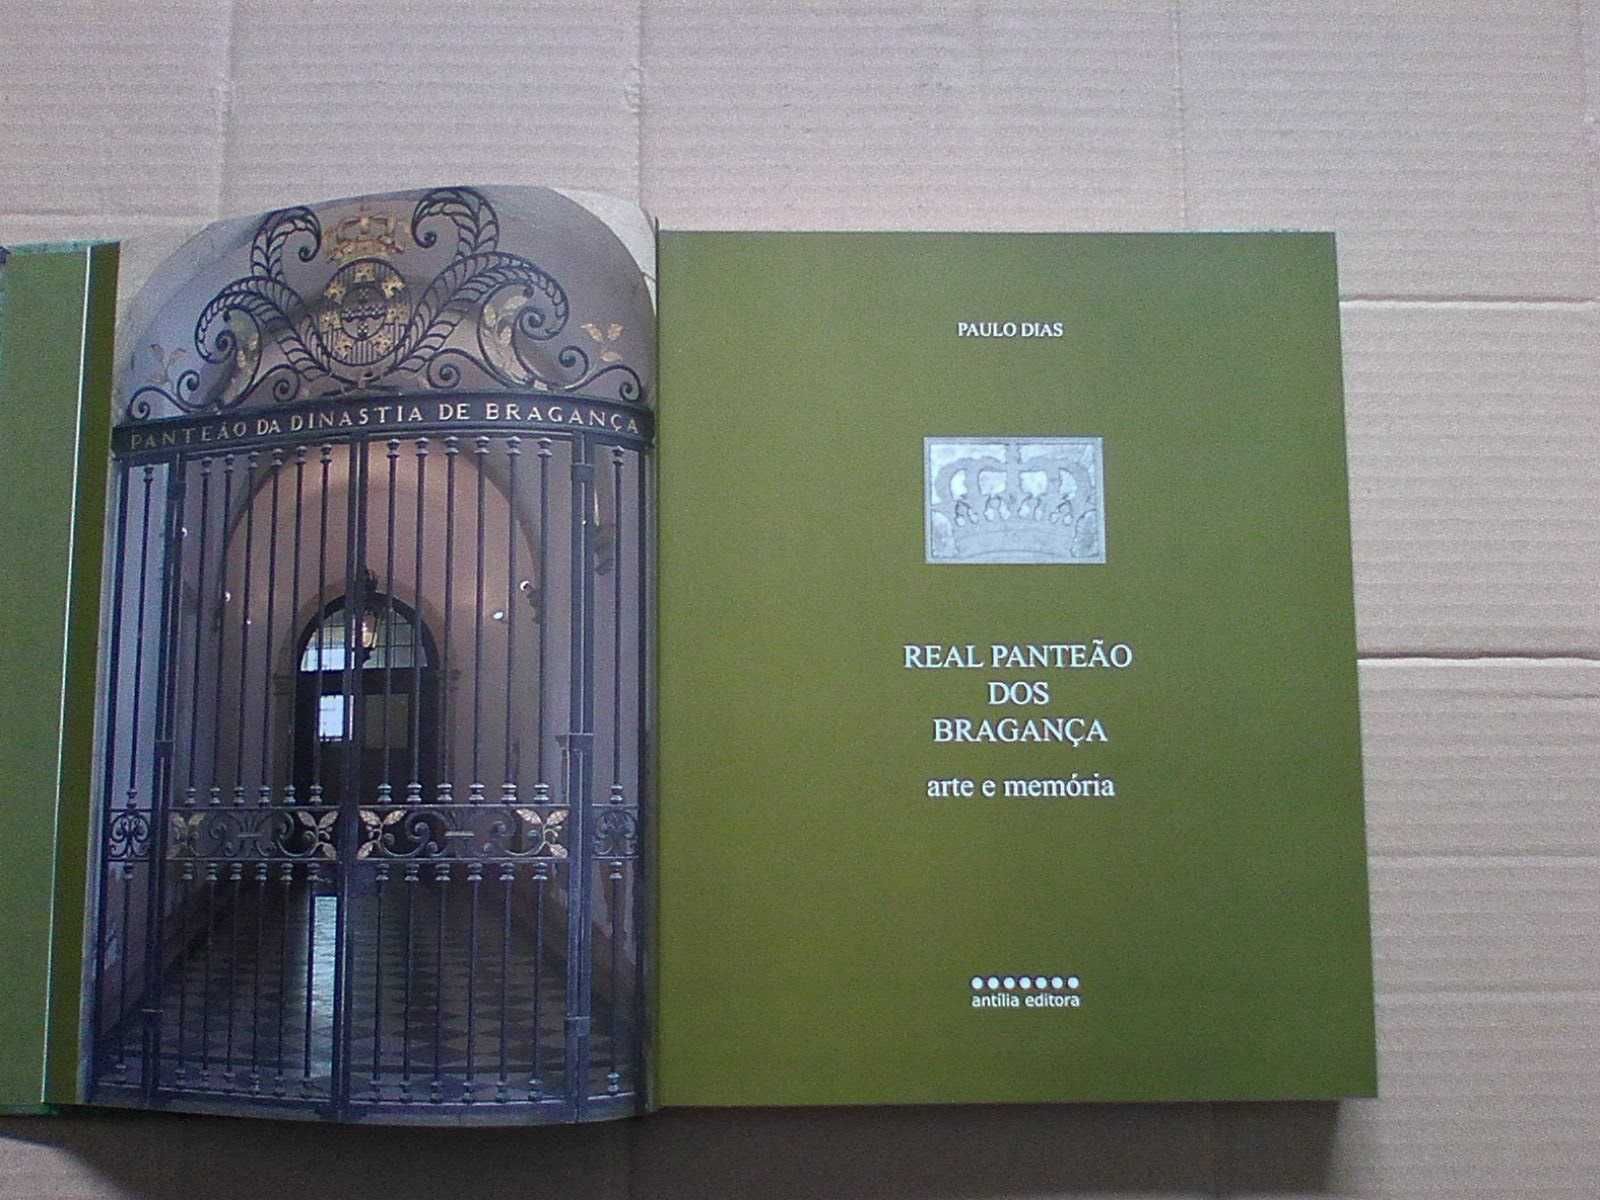 PANTEÃO DA DINASTIA DE BRAGANÇA
PAULO DIAS
REAL PANTEÃO
DOS
BRAGANÇA
arte e memória
antília editora